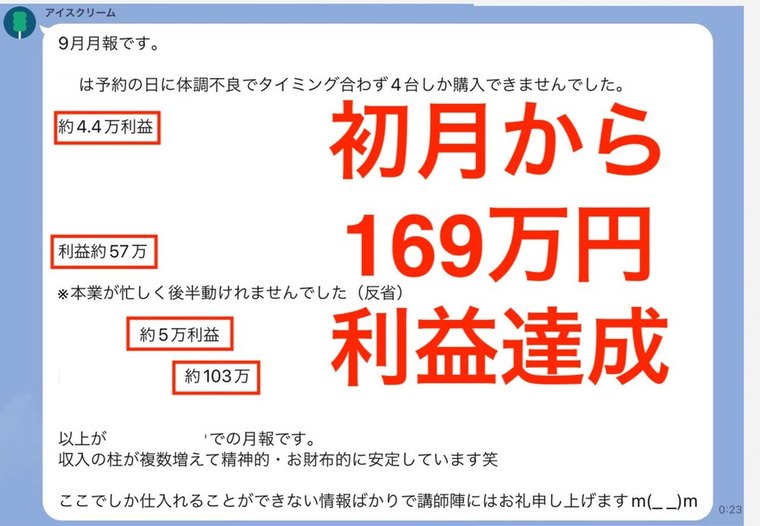 アイスクリーム
9月月報です。
は予約の日に体調不良でタイミング合わず4台しか購入できませんでした。
約4.4万利益
初月から
169万円
利益達成
利益約57万
※本業が忙しく後半動けれませんでした（反省）
約5万利益
約103万
以上が での月報です。
収入の柱が複数増えて精神的・お財布的に安定しています笑
ここでしか仕入れることができない情報ばかりで講師陣にはお礼申し上げますm(_ _)m
0:23